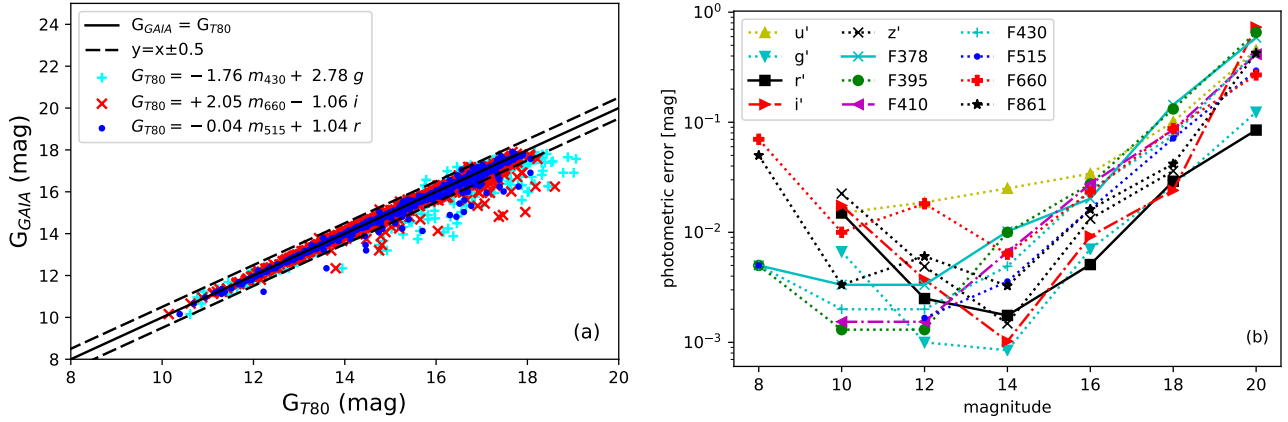 24
22
20
18
16
14
12
10
8
8
10
12
14
16
18
20
G_GAIA (mag)
G_T80 (mag)
G_GAIA = G_T80
y=x±0.5
G_T80 = −1.76 m_430 + 2.78 g
G_T80 = +2.05 m_660 − 1.06 i
G_T80 = −0.04 m_515 + 1.04 r
(a)
10^0
10^−1
10^−2
10^−3
photometric error [mag]
u'
g'
r'
i'
z'
F378
F395
F410
F430
F515
F660
F861
(b)
8
10
12
14
16
18
20
magnitude